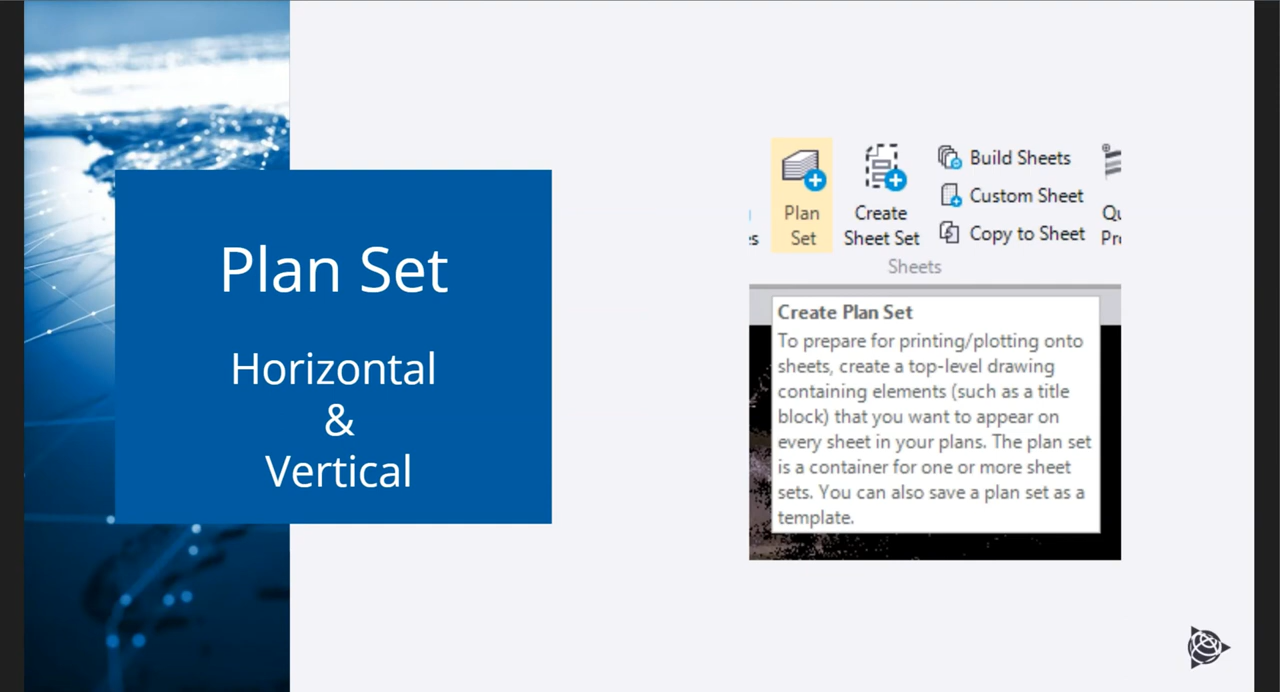 Plan Set
Horizontal
&
Vertical
Plan
Set
Create
Sheet Set
Build Sheets
Custom Sheet
Copy to Sheet
Sheets
Create Plan Set
To prepare for printing/plotting onto
sheets, create a top-level drawing
containing elements (such as a title
block) that you want to appear on
every sheet in your plans. The plan set
is a container for one or more sheet
sets. You can also save a plan set as a
template.